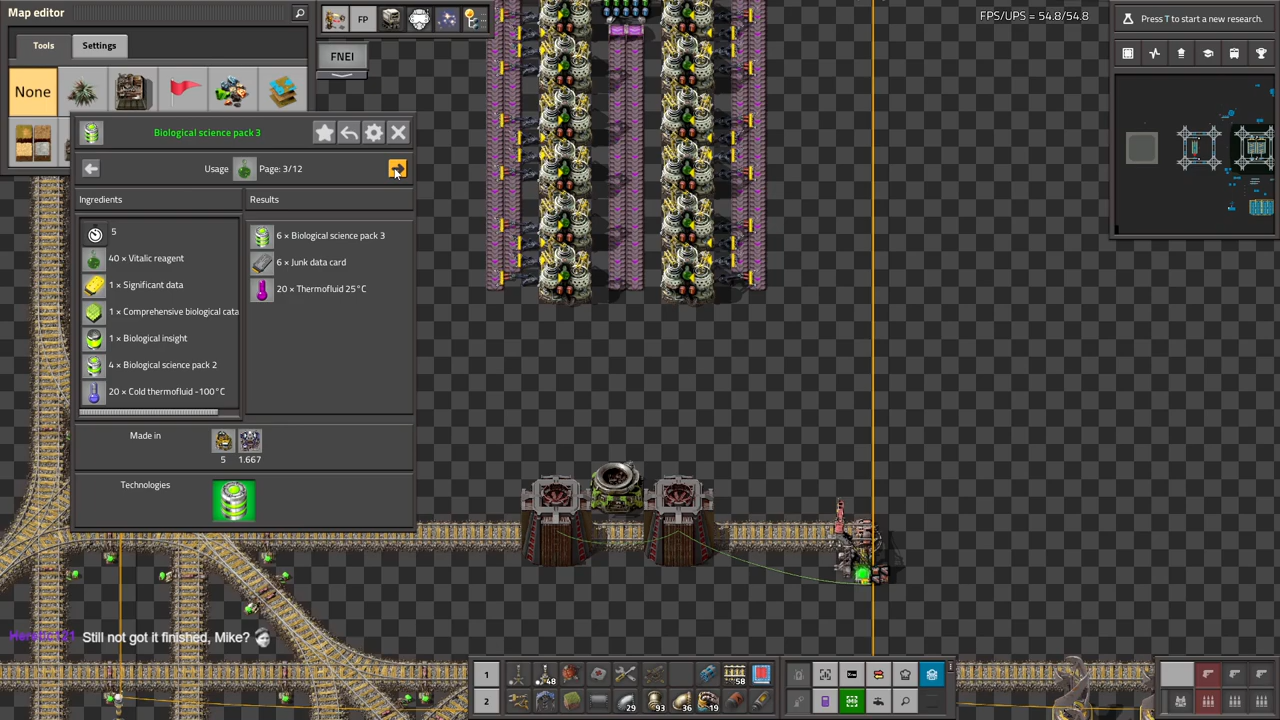 Map editor
FP
FPS/UPS = 54.8/54.8
Press T to start a new research.
Tools
Settings
FNEI
None
Biological science pack 3
Usage
Page: 3/12
Ingredients
Results
5
6 × Biological science pack 3
40 × Vitalic reagent
6 × Junk data card
1 × Significant data
20 × Thermofluid 25°C
1 × Comprehensive biological cata
1 × Biological insight
4 × Biological science pack 2
20 × Cold thermofluid -100°C
Made in
5
1.667
Technologies
Heretic121 Still not got it finished, Mike?
1
48
58
2
29
93
36
19